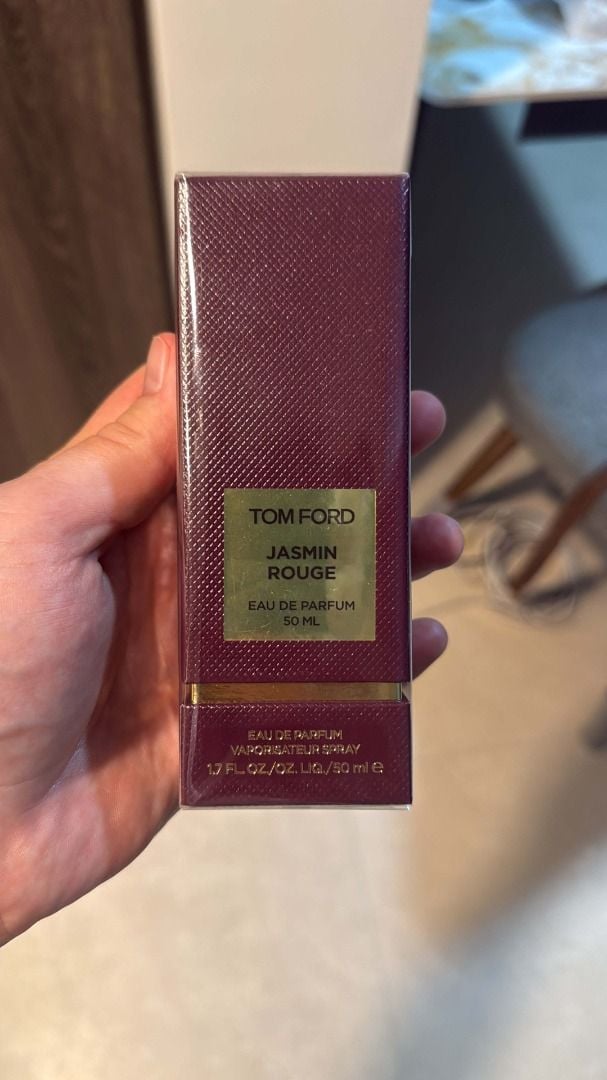 TOM FORD
JASMIN
ROUGE
EAU DE PARFUM
50 ML
EAU DE PARFUM
VAPORISATEUR SPRAY
1.7 FL. OZ./OZ. LIQ./50 ml ℮